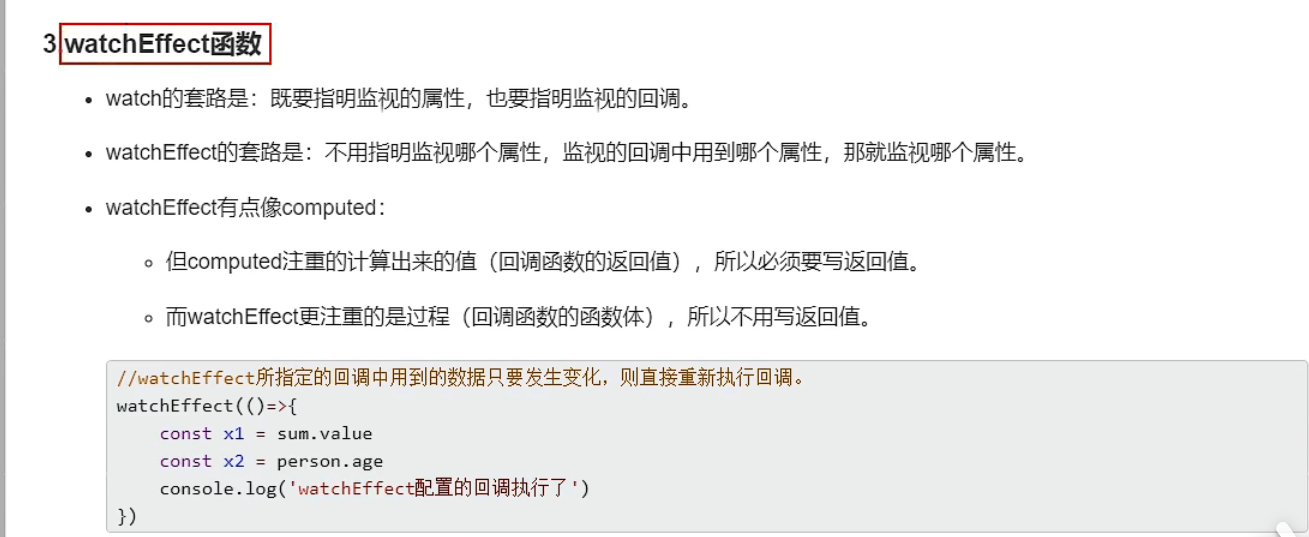 3.watchEffect函数
watch的套路是：既要指明监视的属性，也要指明监视的回调。
watchEffect的套路是：不用指明监视哪个属性，监视的回调中用到哪个属性，那就监视哪个属性。
watchEffect有点像computed：
但computed注重的计算出来的值（回调函数的返回值），所以必须要写返回值。
而watchEffect更注重的是过程（回调函数的函数体），所以不用写返回值。
//watchEffect所指定的回调中用到的数据只要发生变化，则直接重新执行回调。
watchEffect(()=>{
    const x1 = sum.value
    const x2 = person.age
    console.log('watchEffect配置的回调执行了')
})